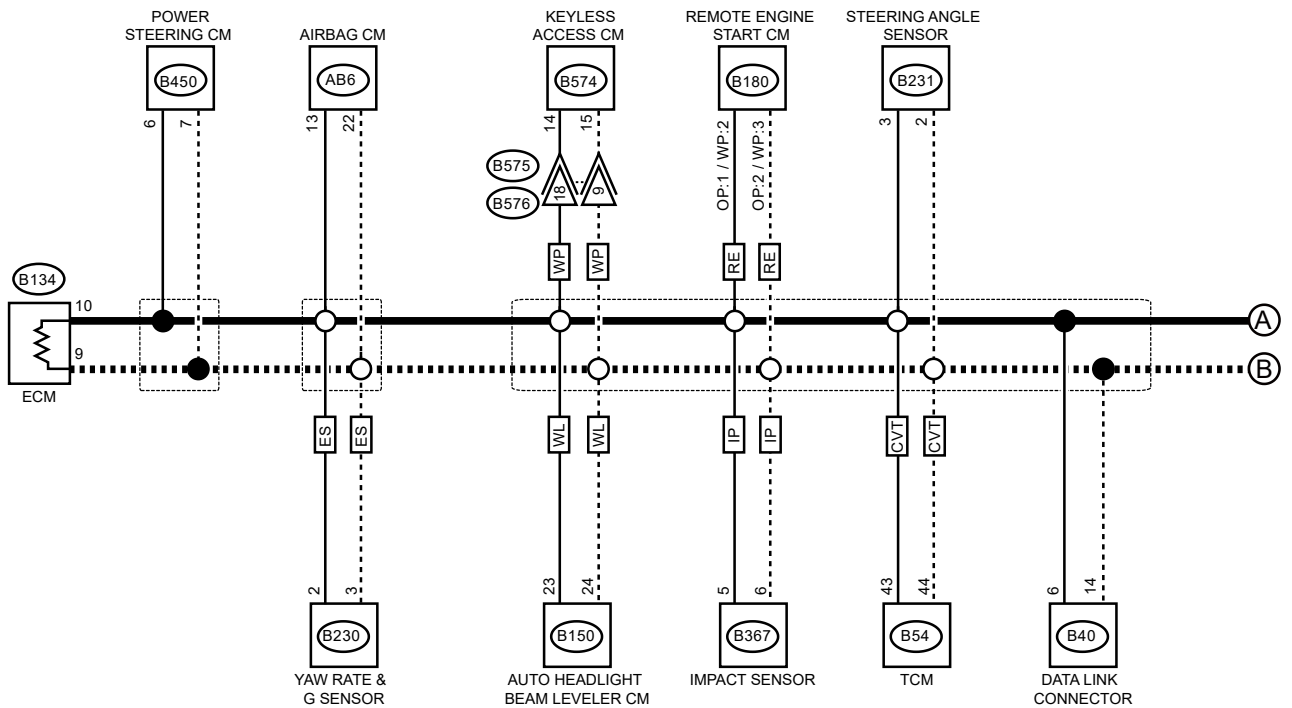 POWER
STEERING CM
AIRBAG CM
KEYLESS
ACCESS CM
REMOTE ENGINE
START CM
STEERING ANGLE
SENSOR
B450
AB6
B574
B180
B231
6
7
13
22
14
15
OP:1 / WP:2
OP:2 / WP:3
3
2
B575
B576
18
9
WP
WP
RE
RE
B134
10
9
ECM
A
B
ES
ES
WL
WL
IP
IP
CVT
CVT
2
3
23
24
5
6
43
44
6
14
B230
B150
B367
B54
B40
YAW RATE &
G SENSOR
AUTO HEADLIGHT
BEAM LEVELER CM
IMPACT SENSOR
TCM
DATA LINK
CONNECTOR